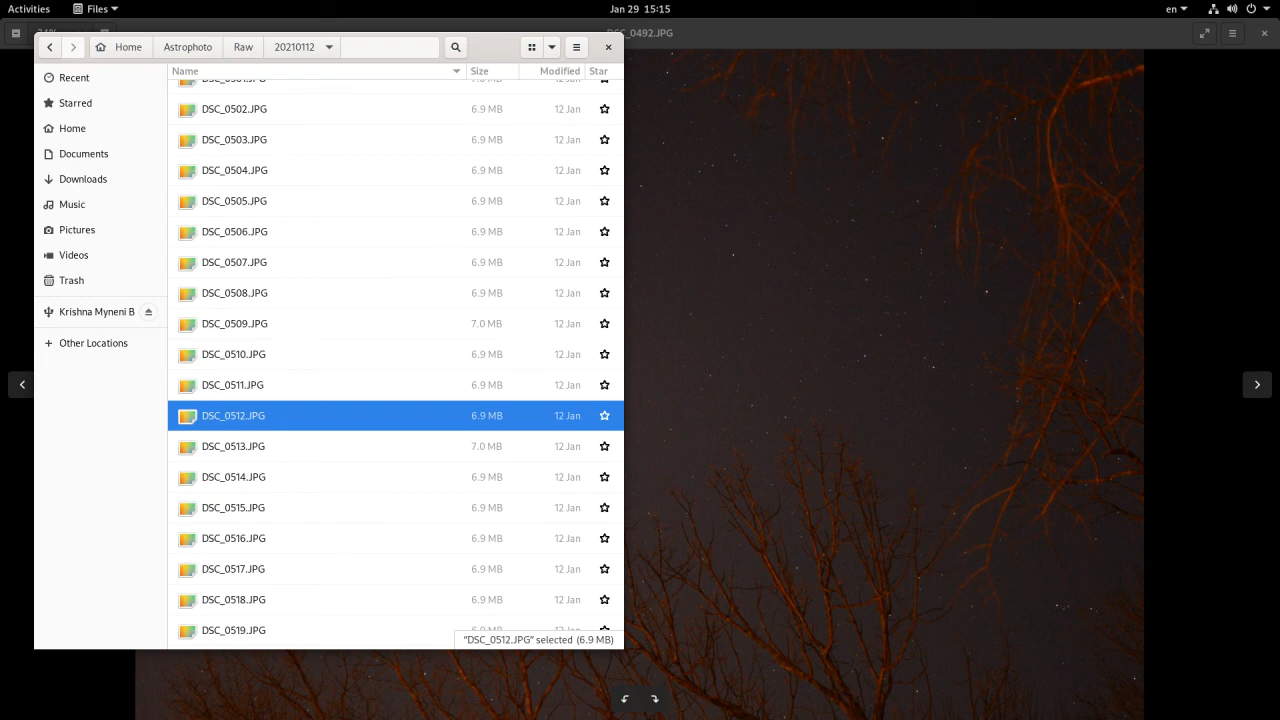 Activities Files Jan 29 15:15 en
DSC_0492.JPG
Home Astrophoto Raw 20210112
Name Size Modified Star
Recent
Starred
Home
Documents
Downloads
Music
Pictures
Videos
Trash
Krishna Myneni B
Other Locations
DSC_0502.JPG 6.9 MB 12 Jan
DSC_0503.JPG 6.9 MB 12 Jan
DSC_0504.JPG 6.9 MB 12 Jan
DSC_0505.JPG 6.9 MB 12 Jan
DSC_0506.JPG 6.9 MB 12 Jan
DSC_0507.JPG 6.9 MB 12 Jan
DSC_0508.JPG 6.9 MB 12 Jan
DSC_0509.JPG 7.0 MB 12 Jan
DSC_0510.JPG 6.9 MB 12 Jan
DSC_0511.JPG 6.9 MB 12 Jan
DSC_0512.JPG 6.9 MB 12 Jan
DSC_0513.JPG 7.0 MB 12 Jan
DSC_0514.JPG 6.9 MB 12 Jan
DSC_0515.JPG 6.9 MB 12 Jan
DSC_0516.JPG 6.9 MB 12 Jan
DSC_0517.JPG 6.9 MB 12 Jan
DSC_0518.JPG 6.9 MB 12 Jan
DSC_0519.JPG
"DSC_0512.JPG" selected (6.9 MB)